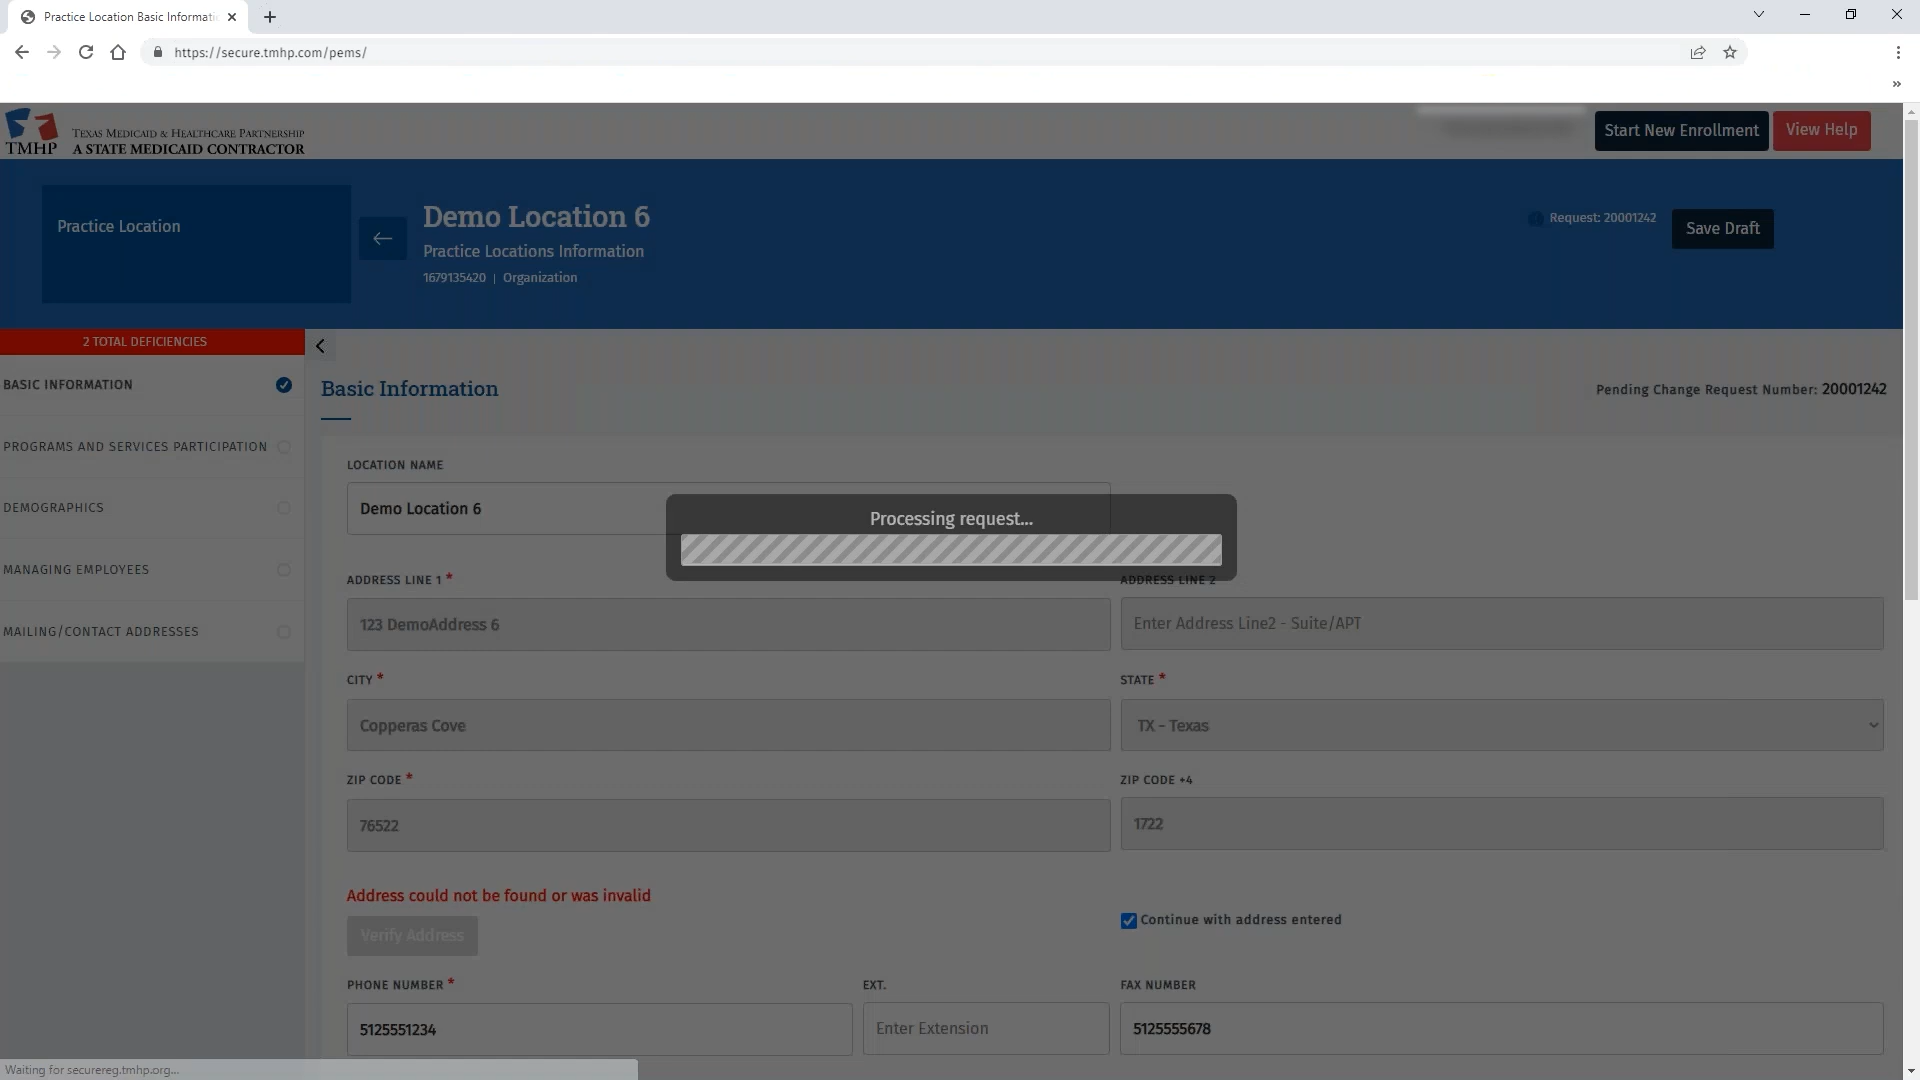 Practice Location Basic Informati
https://secure.tmhp.com/pems/
»
TMHP
TEXAS MEDICAID & HEALTHCARE PARTNERSHIP
A STATE MEDICAID CONTRACTOR
Start New Enrollment
View Help
Practice Location
Demo Location 6
Practice Locations Information
1679135420 | Organization
Request: 20001242
Save Draft
2 TOTAL DEFICIENCIES
BASIC INFORMATION
PROGRAMS AND SERVICES PARTICIPATION
DEMOGRAPHICS
MANAGING EMPLOYEES
MAILING/CONTACT ADDRESSES
Basic Information
Pending Change Request Number: 20001242
LOCATION NAME
Demo Location 6
Processing request...
ADDRESS LINE 1 *
ADDRESS LINE 2
123 DemoAddress 6
Enter Address Line2 - Suite/APT
CITY *
STATE *
Copperas Cove
TX - Texas
ZIP CODE *
ZIP CODE +4
76522
1722
Address could not be found or was invalid
Verify Address
Continue with address entered
PHONE NUMBER *
EXT.
FAX NUMBER
5125551234
Enter Extension
5125555678
Waiting for securereg.tmhp.org...